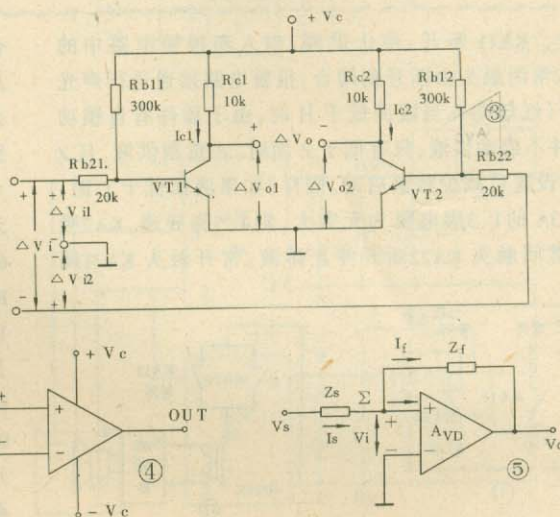 + Vc
Rb11
300k
Rc1
10k
Rc2
10k
Rb12
300k
③
Ic1
Ic2
+
△Vo
−
Rb21
20k
VT1
△Vo1
△Vo2
VT2
Rb22
20k
+
−
△Vi1
△Vi
△Vi2
−
+
+ Vc
+
−
OUT
④
− Vc
If
Zf
Zs
Σ
Vs
Is
+
Vi
−
+
−
AVD
Vo
⑤